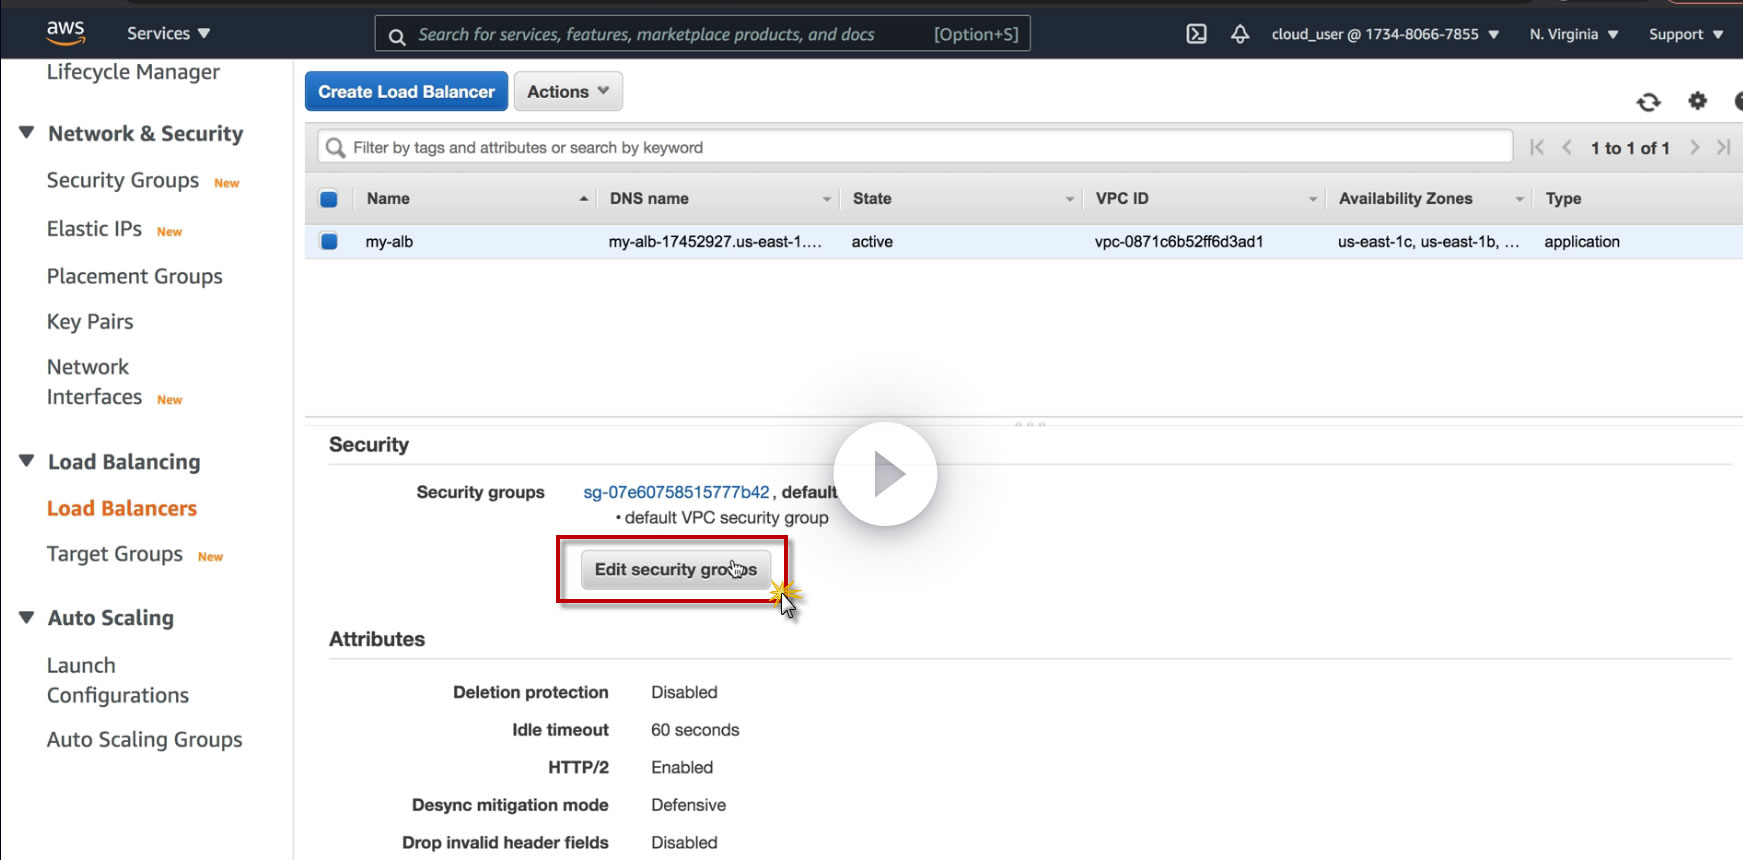 aws
Services
Search for services, features, marketplace products, and docs [Option+S]
cloud_user @ 1734-8066-7855
N. Virginia
Support
Lifecycle Manager
Network & Security
Security Groups New
Elastic IPs New
Placement Groups
Key Pairs
Network
Interfaces New
Load Balancing
Load Balancers
Target Groups New
Auto Scaling
Launch
Configurations
Auto Scaling Groups
Create Load Balancer
Actions
Filter by tags and attributes or search by keyword
1 to 1 of 1
Name DNS name State VPC ID Availability Zones Type
my-alb my-alb-17452927.us-east-1.... active vpc-0871c6b52ff6d3ad1 us-east-1c, us-east-1b, ... application
Security
Security groups sg-07e60758515777b42, default
• default VPC security group
Edit security groups
Attributes
Deletion protection Disabled
Idle timeout 60 seconds
HTTP/2 Enabled
Desync mitigation mode Defensive
Drop invalid header fields Disabled